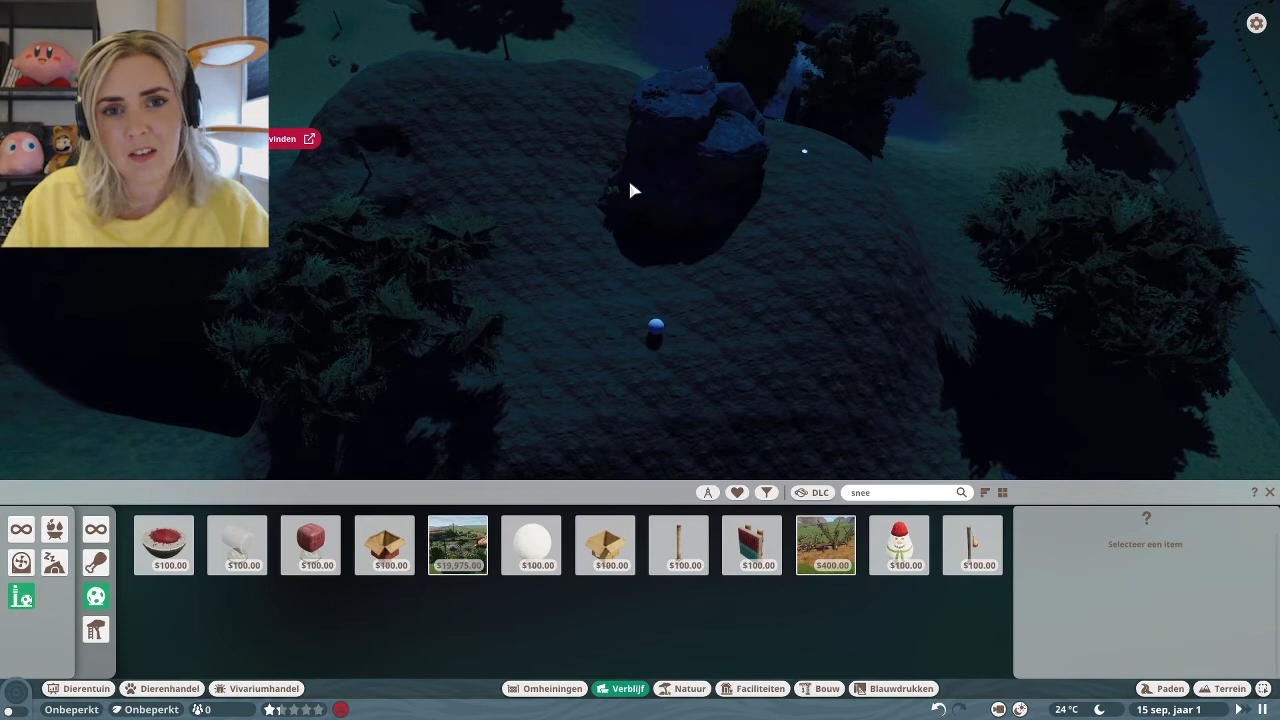 vinden
DLC
snee
?
$100.00
$100.00
$100.00
$100.00
$19,975.00
$100.00
$100.00
$100.00
$100.00
$400.00
$100.00
$100.00
?
Selecteer een item
Dierentuin
Dierenhandel
Vivariumhandel
Omheiningen
Verblijf
Natuur
Faciliteiten
Bouw
Blauwdrukken
Paden
Terrein
Onbeperkt
Onbeperkt
0
24 °C
15 sep, jaar 1